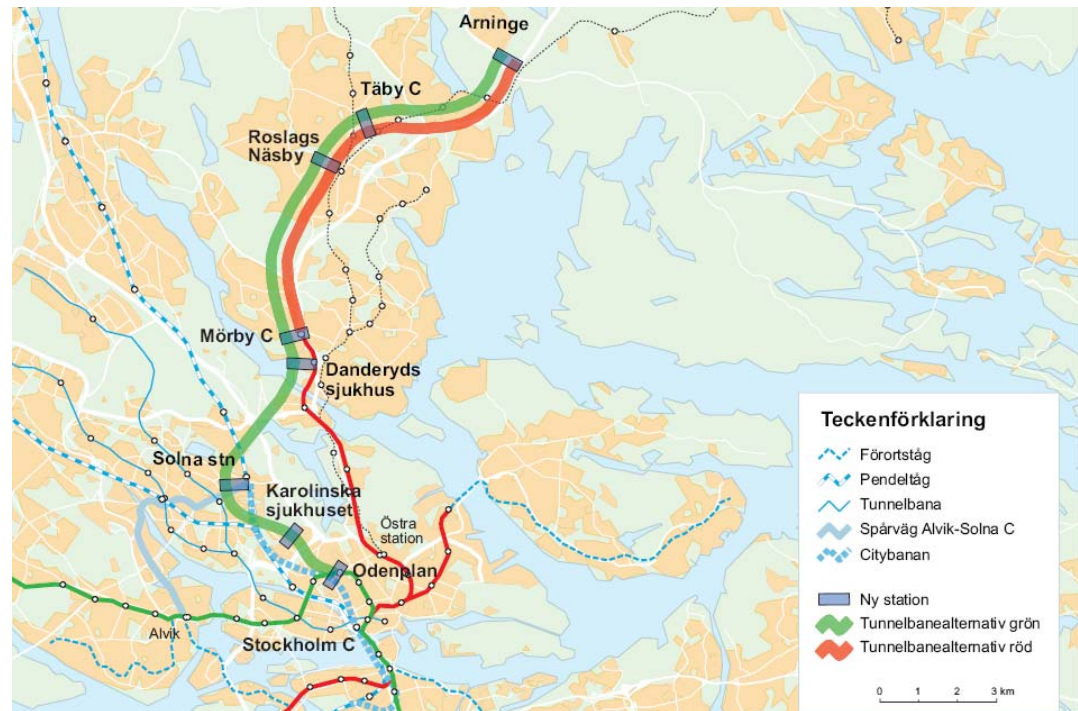 Arninge
Täby C
Roslags
Näsby
Mörby C
Danderyds
sjukhus
Solna stn
Karolinska
sjukhuset
Östra
station
Odenplan
Alvik
Stockholm C
Teckenförklaring
Förortståg
Pendeltåg
Tunnelbana
Spårväg Alvik-Solna C
Citybanan
Ny station
Tunnelbanealternativ grön
Tunnelbanealternativ röd
0 1 2 3 km